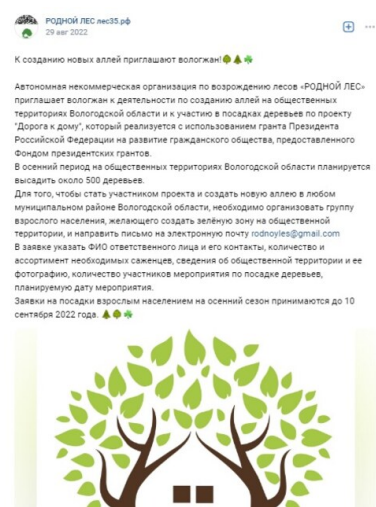 РОДНОЙ ЛЕС лес35.рф
29 авг 2022
К созданию новых аллей приглашают вологжан!🌳🌲☘
Автономная некоммерческая организация по возрождению лесов «РОДНОЙ ЛЕС»
приглашает вологжан к деятельности по созданию аллей на общественных
территориях Вологодской области и к участию в посадках деревьев по проекту
"Дорога к дому", который реализуется с использованием гранта Президента
Российской Федерации на развитие гражданского общества, предоставленного
Фондом президентских грантов.
В осенний период на общественных территориях Вологодской области планируется
высадить около 500 деревьев.
Для того, чтобы стать участником проекта и создать новую аллею в любом
муниципальном районе Вологодской области, необходимо организовать группу
взрослого населения, желающего создать зелёную зону на общественной
территории, и направить письмо на электронную почту rodnoyles@gmail.com
В заявке указать ФИО ответственного лица и его контакты, количество и
ассортимент необходимых саженцев, сведения об общественной территории и ее
фотографию, количество участников мероприятия по посадке деревьев,
планируемую дату мероприятия.
Заявки на посадки взрослым населением на осенний сезон принимаются до 10
сентября 2022 года. 🌲🌳☘